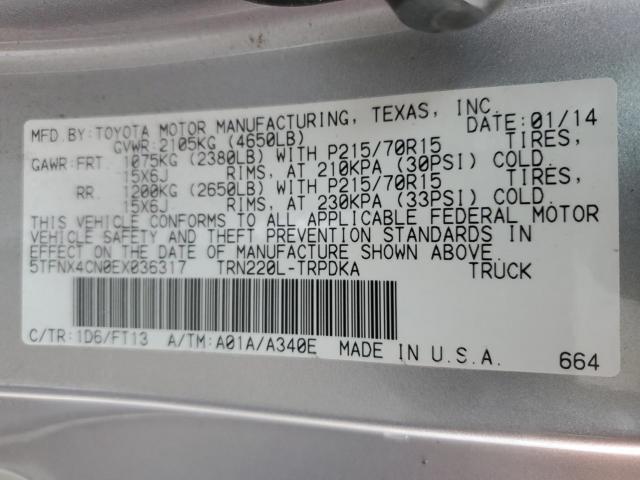 MFD.BY:TOYOTA MOTOR MANUFACTURING, TEXAS, INC. DATE:01/14
GVWR:2105KG (4650LB)
GAWR:FRT. 1075KG (2380LB) WITH P215/70R15 TIRES,
15X6J RIMS, AT 210KPA (30PSI) COLD.
RR. 1200KG (2650LB) WITH P215/70R15 TIRES,
15X6J RIMS, AT 230KPA (33PSI) COLD.
THIS VEHICLE CONFORMS TO ALL APPLICABLE FEDERAL MOTOR
VEHICLE SAFETY AND THEFT PREVENTION STANDARDS IN
EFFECT ON THE DATE OF MANUFACTURE SHOWN ABOVE.
5TFNX4CN0EX036317 TRN220L-TRPDKA TRUCK
C/TR:1D6/FT13 A/TM:A01A/A340E MADE IN U.S.A. 664